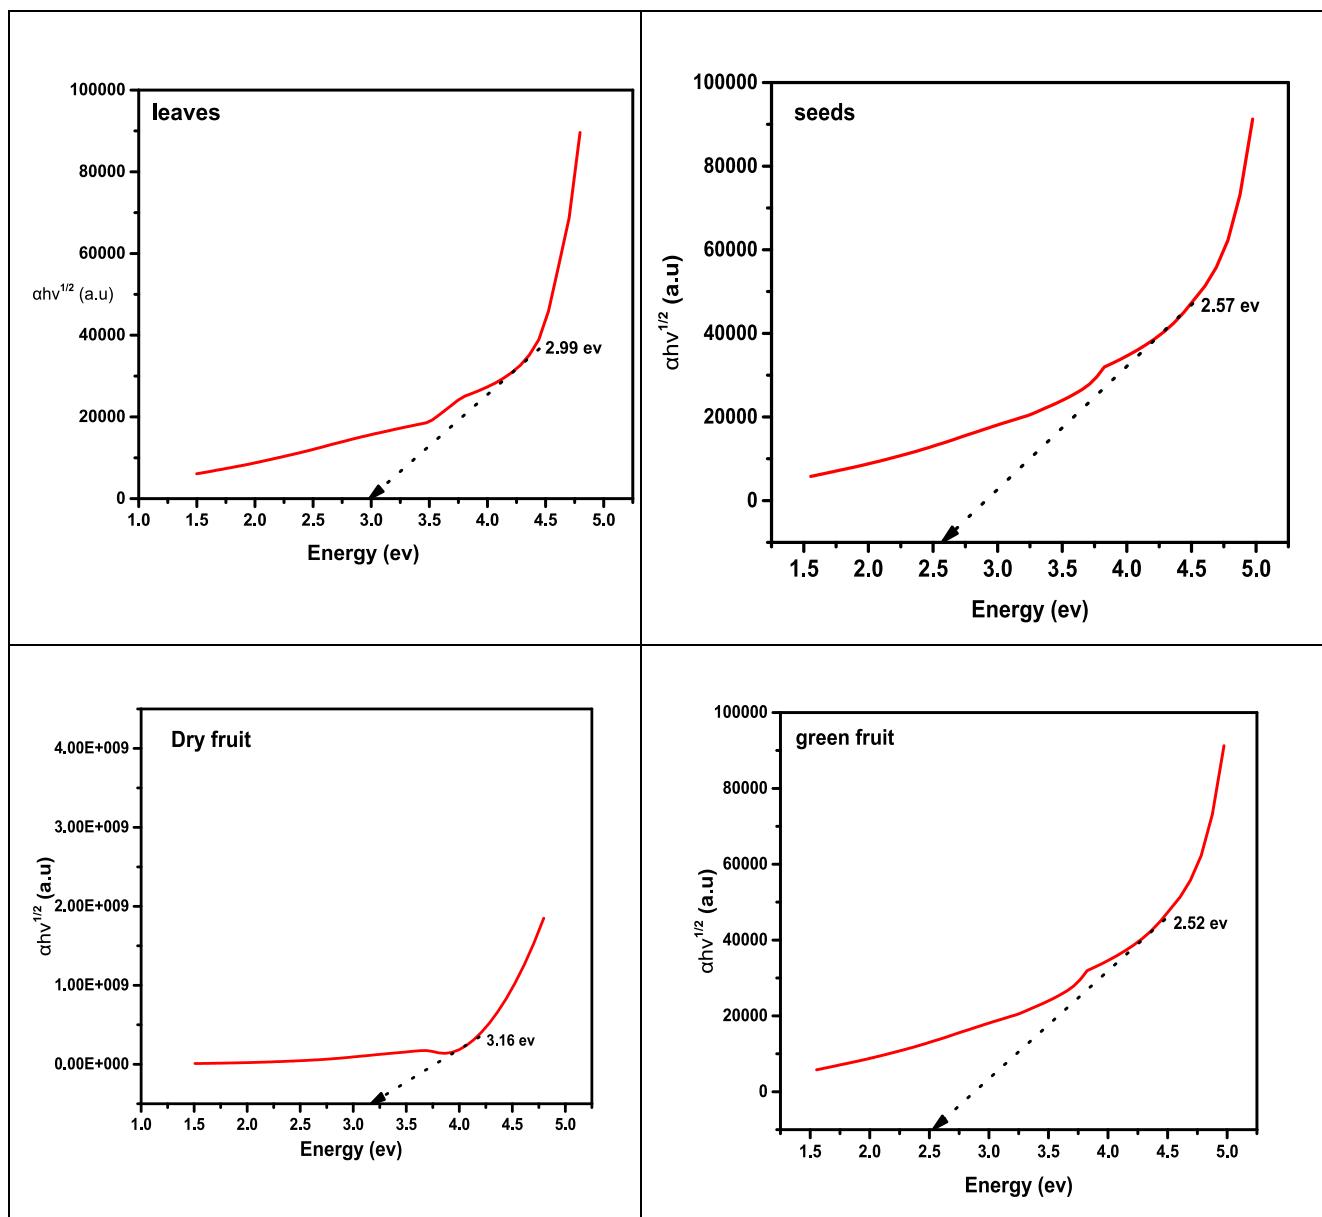 leaves
100000
80000
60000
αhv1/2 (a.u)
40000
2.99 ev
20000
0
1.0 1.5 2.0 2.5 3.0 3.5 4.0 4.5 5.0
Energy (ev)
seeds
100000
90000
80000
70000
60000
50000
40000
30000
20000
10000
0
αhv1/2 (a.u)
2.57 ev
1.5 2.0 2.5 3.0 3.5 4.0 4.5 5.0
Energy (ev)
Dry fruit
4.00E+009
3.00E+009
2.00E+009
1.00E+009
0.00E+000
αhv1/2 (a.u)
3.16 ev
1.0 1.5 2.0 2.5 3.0 3.5 4.0 4.5 5.0
Energy (ev)
green fruit
100000
80000
60000
40000
20000
0
αhv1/2 (a.u)
2.52 ev
1.5 2.0 2.5 3.0 3.5 4.0 4.5 5.0
Energy (ev)